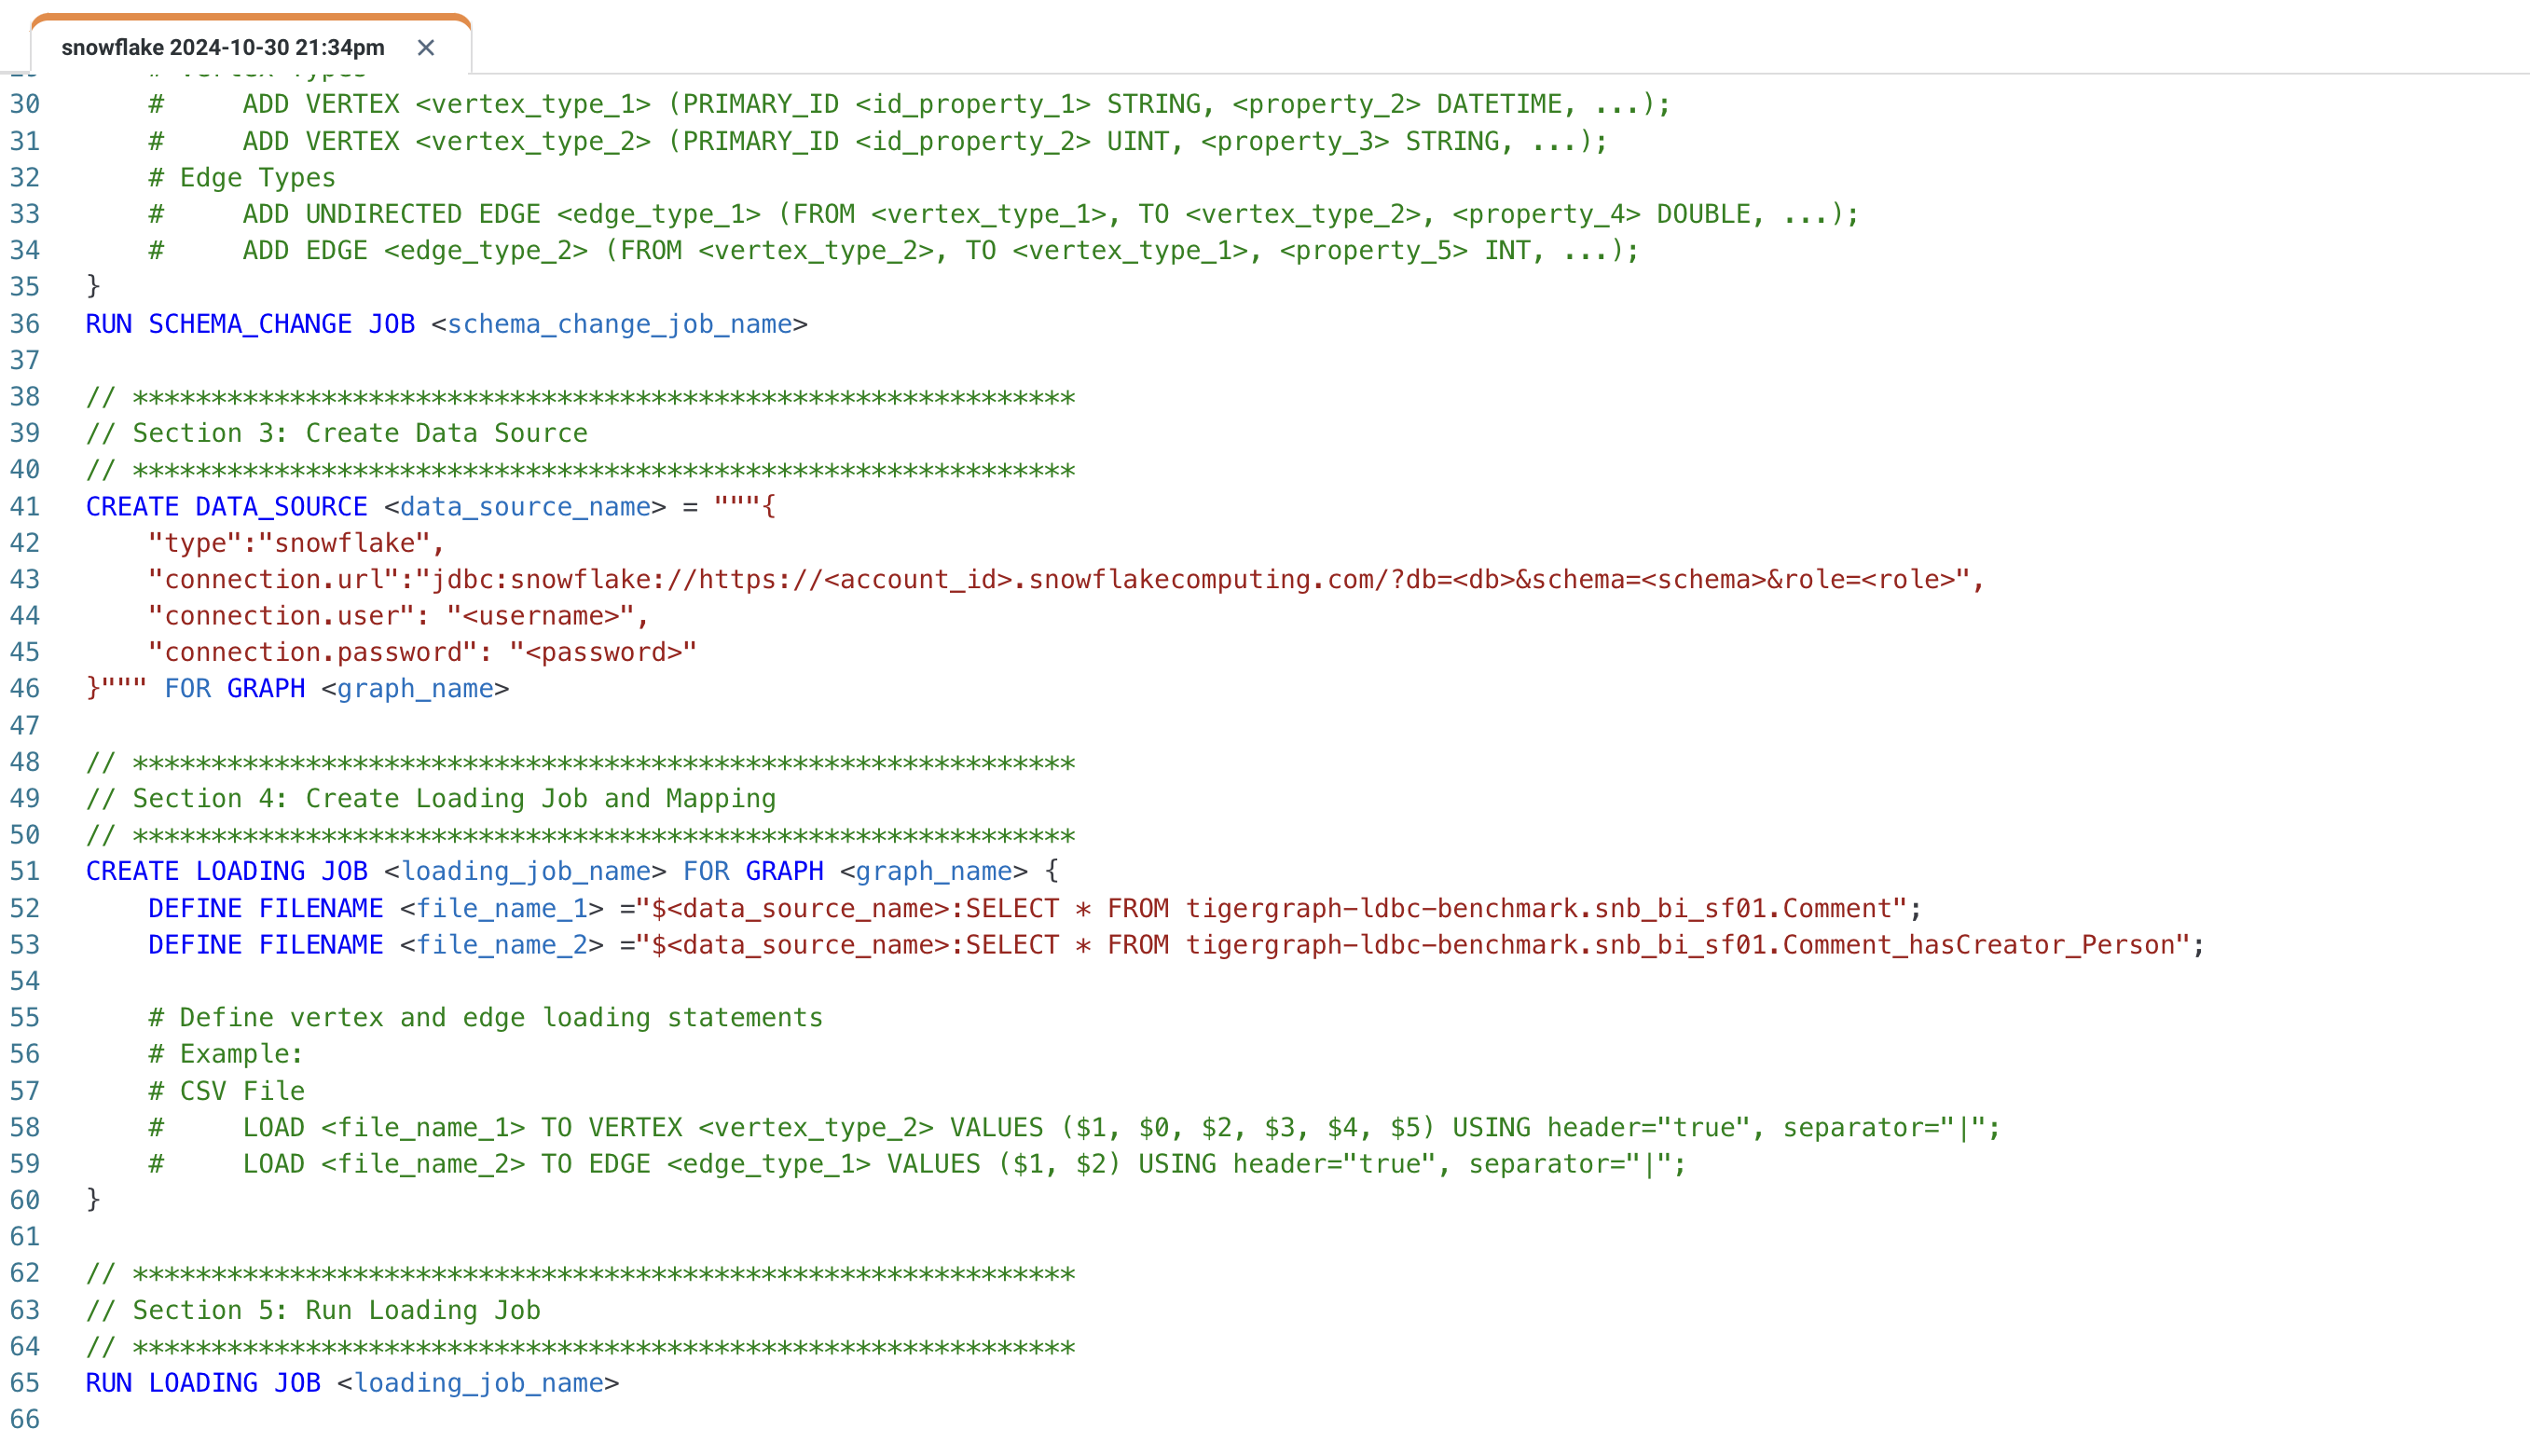 snowflake 2024-10-30 21:34pm
30 #     ADD VERTEX <vertex_type_1> (PRIMARY_ID <id_property_1> STRING, <property_2> DATETIME, ...);
31 #     ADD VERTEX <vertex_type_2> (PRIMARY_ID <id_property_2> UINT, <property_3> STRING, ...);
32 # Edge Types
33 #     ADD UNDIRECTED EDGE <edge_type_1> (FROM <vertex_type_1>, TO <vertex_type_2>, <property_4> DOUBLE, ...);
34 #     ADD EDGE <edge_type_2> (FROM <vertex_type_2>, TO <vertex_type_1>, <property_5> INT, ...);
35 }
36 RUN SCHEMA_CHANGE JOB <schema_change_job_name>
37
38 // ************************************************************
39 // Section 3: Create Data Source
40 // ************************************************************
41 CREATE DATA_SOURCE <data_source_name> = """{
42     "type":"snowflake",
43     "connection.url":"jdbc:snowflake://https://<account_id>.snowflakecomputing.com/?db=<db>&schema=<schema>&role=<role>",
44     "connection.user": "<username>",
45     "connection.password": "<password>"
46 }""" FOR GRAPH <graph_name>
47
48 // ************************************************************
49 // Section 4: Create Loading Job and Mapping
50 // ************************************************************
51 CREATE LOADING JOB <loading_job_name> FOR GRAPH <graph_name> {
52     DEFINE FILENAME <file_name_1> ="$<data_source_name>:SELECT * FROM tigergraph-ldbc-benchmark.snb_bi_sf01.Comment";
53     DEFINE FILENAME <file_name_2> ="$<data_source_name>:SELECT * FROM tigergraph-ldbc-benchmark.snb_bi_sf01.Comment_hasCreator_Person";
54
55     # Define vertex and edge loading statements
56     # Example:
57     # CSV File
58     #     LOAD <file_name_1> TO VERTEX <vertex_type_2> VALUES ($1, $0, $2, $3, $4, $5) USING header="true", separator="|";
59     #     LOAD <file_name_2> TO EDGE <edge_type_1> VALUES ($1, $2) USING header="true", separator="|";
60 }
61
62 // ************************************************************
63 // Section 5: Run Loading Job
64 // ************************************************************
65 RUN LOADING JOB <loading_job_name>
66